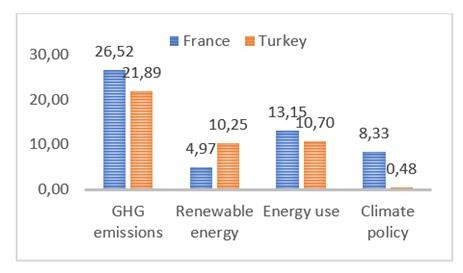 France Turkey
30,00
20,00
10,00
0,00
26,52
21,89
4,97
10,25
13,15
10,70
8,33
0,48
GHG emissions
Renewable energy
Energy use
Climate policy